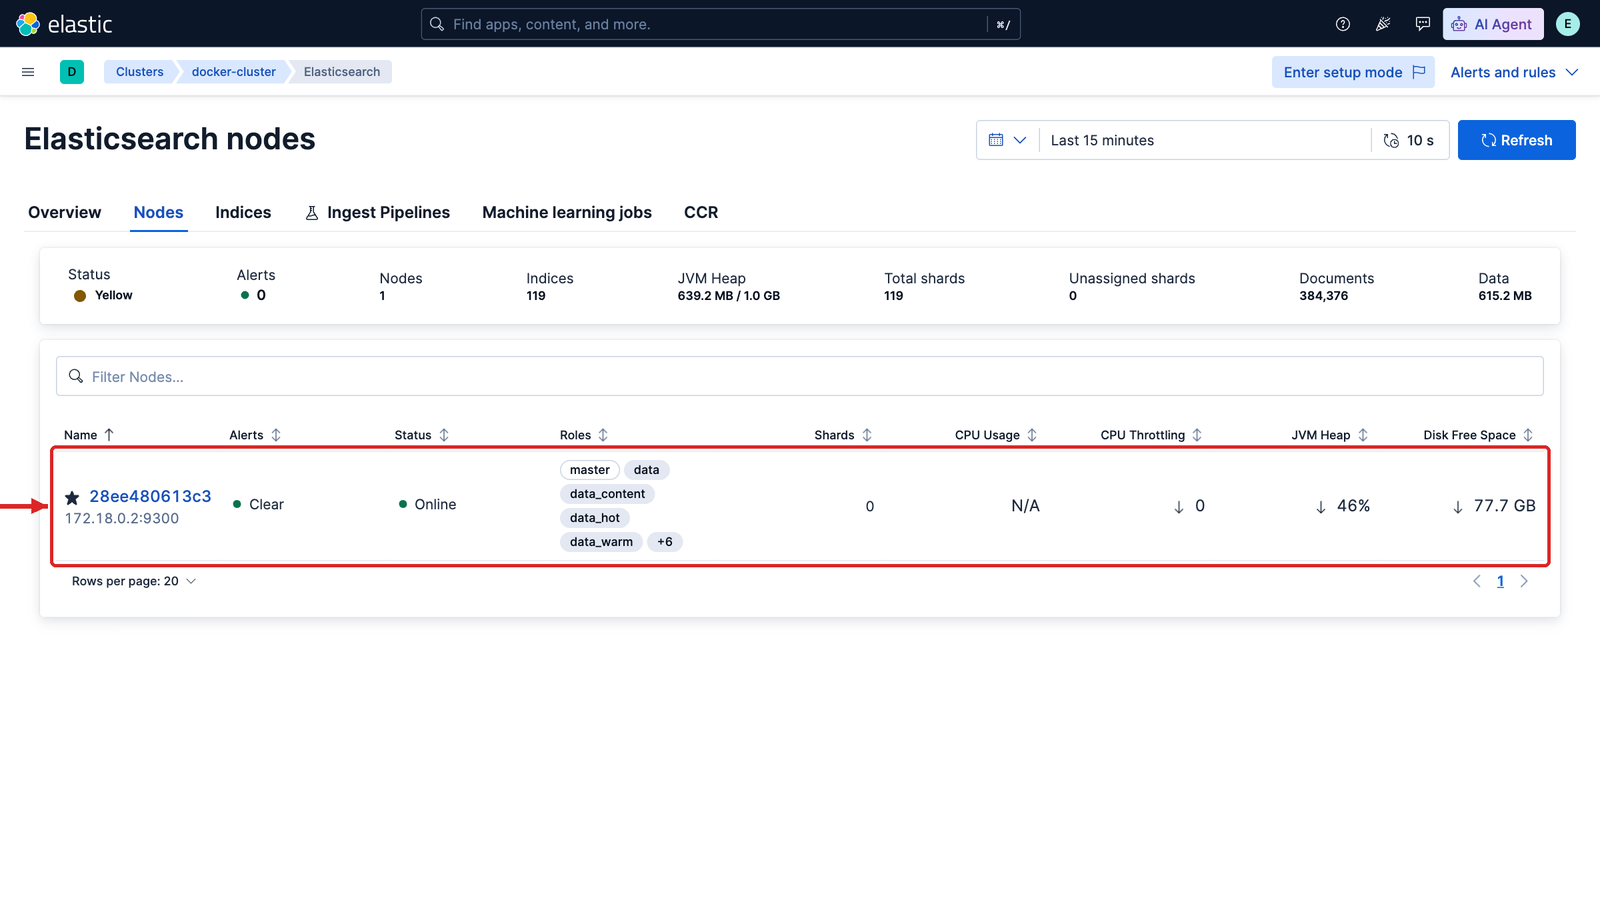 elastic
Find apps, content, and more.
⌘/
AI Agent
E
D
Clusters
docker-cluster
Elasticsearch
Enter setup mode
Alerts and rules
Elasticsearch nodes
Last 15 minutes
10 s
Refresh
Overview
Nodes
Indices
Ingest Pipelines
Machine learning jobs
CCR
Status
Yellow
Alerts
0
Nodes
1
Indices
119
JVM Heap
639.2 MB / 1.0 GB
Total shards
119
Unassigned shards
0
Documents
384,376
Data
615.2 MB
Filter Nodes...
Name
Alerts
Status
Roles
Shards
CPU Usage
CPU Throttling
JVM Heap
Disk Free Space
28ee480613c3
172.18.0.2:9300
Clear
Online
master data
data_content
data_hot
data_warm +6
0
N/A
0
46%
77.7 GB
Rows per page: 20
1